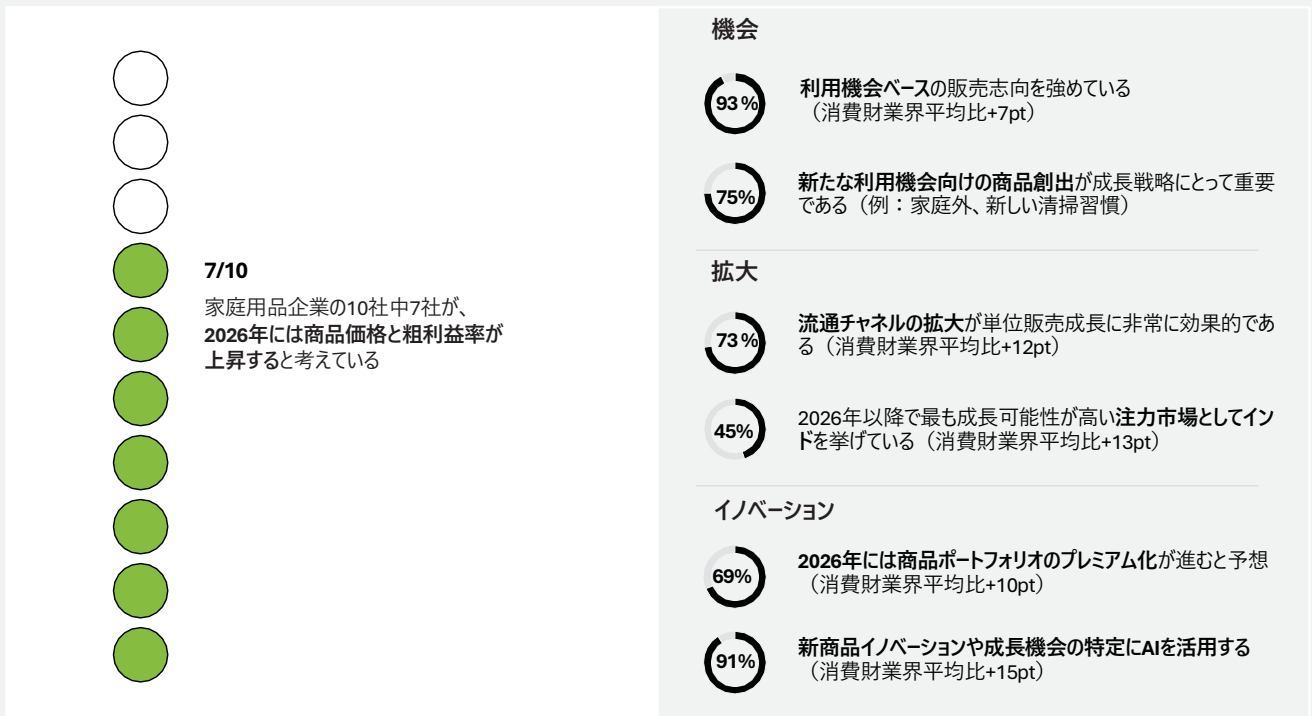 7/10
家庭用品企業の10社中7社が、
2026年には商品価格と粗利益率が
上昇すると考えている
機会
93%
利用機会ベースの販売志向を強めている
（消費財業界平均比+7pt）
75%
新たな利用機会向けの商品創出が成長戦略にとって重要
である（例：家庭外、新しい清掃習慣）
拡大
73%
流通チャネルの拡大が単位販売成長に非常に効果的であ
る（消費財業界平均比+12pt）
45%
2026年以降で最も成長可能性が高い注力市場としてイン
ドを挙げている（消費財業界平均比+13pt）
イノベーション
69%
2026年には商品ポートフォリオのプレミアム化が進むと予想
（消費財業界平均比+10pt）
91%
新商品イノベーションや成長機会の特定にAIを活用する
（消費財業界平均比+15pt）